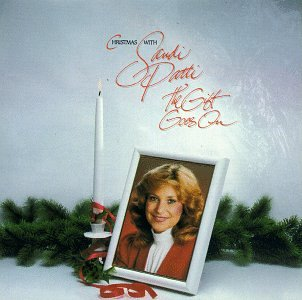 CHRISTMAS WITH
Sandi
Patti
The Gift
Goes On